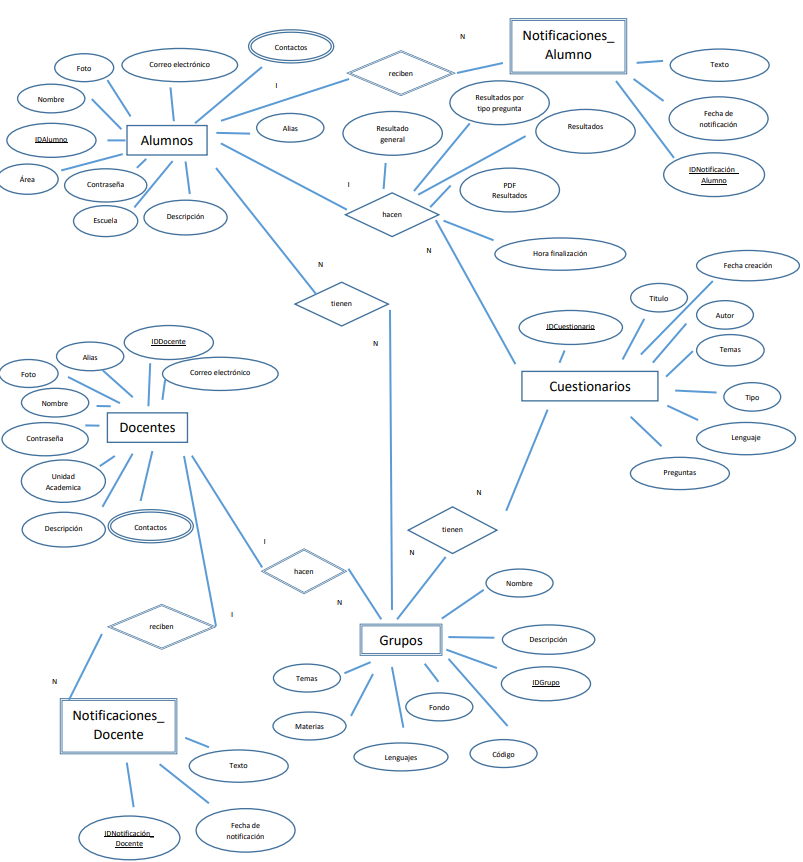 N
Notificaciones_
Alumno
Contactos
Correo electrónico
Foto
reciben
Texto
Nombre
I
Resultados por
tipo pregunta
Fecha de
notificación
Alias
Resultado
general
Resultados
IDAlumno
Alumnos
IDNotificación_
Alumno
Área
Contraseña
I
PDF
Resultados
Escuela
Descripción
hacen
N
Hora finalización
N
Fecha creación
tienen
Titulo
Autor
IDCuestionario
N
IDDocente
Temas
Alias
Foto
Correo electrónico
Cuestionarios
Nombre
Tipo
Docentes
Contraseña
Lenguaje
Unidad
Academica
Preguntas
N
Descripción
Contactos
tienen
I
N
hacen
Nombre
N
I
reciben
Grupos
Descripción
N
Temas
IDGrupo
Notificaciones_
Docente
Fondo
Materias
Lenguajes
Código
Texto
IDNotificación_
Docente
Fecha de
notificación